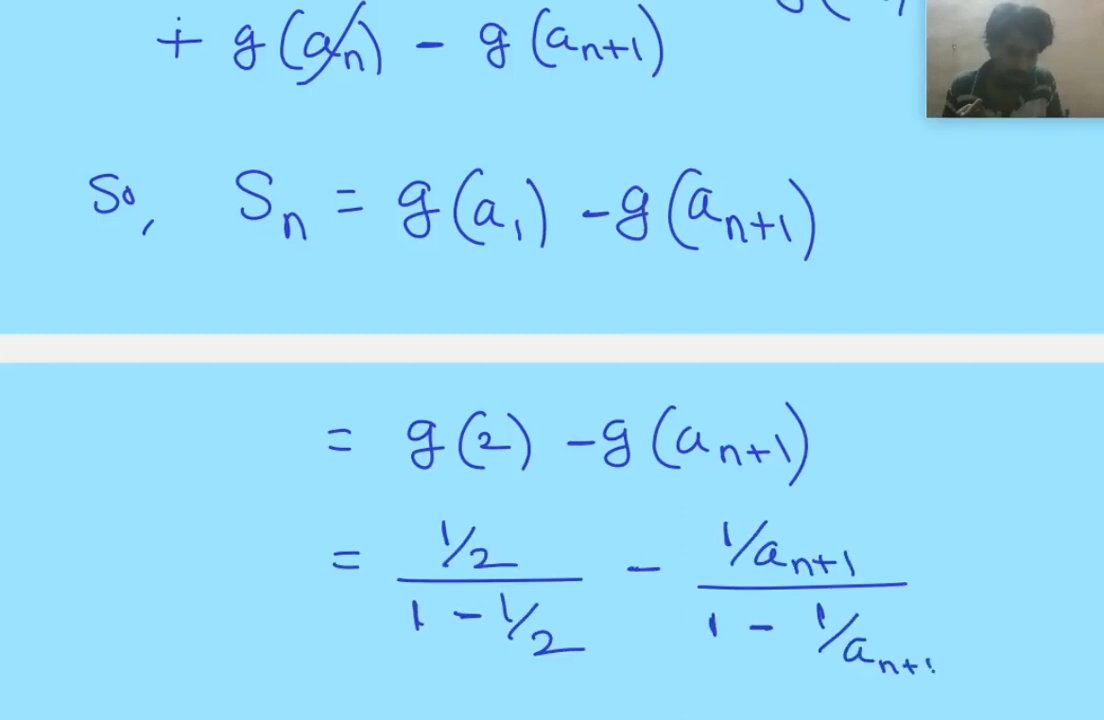 + g(aₙ) - g(aₙ₊₁)
So, Sₙ = g(a₁) - g(aₙ₊₁)
= g(2) - g(aₙ₊₁)
= (1/2)/(1 - 1/2) - (1/aₙ₊₁)/(1 - 1/aₙ₊₁)